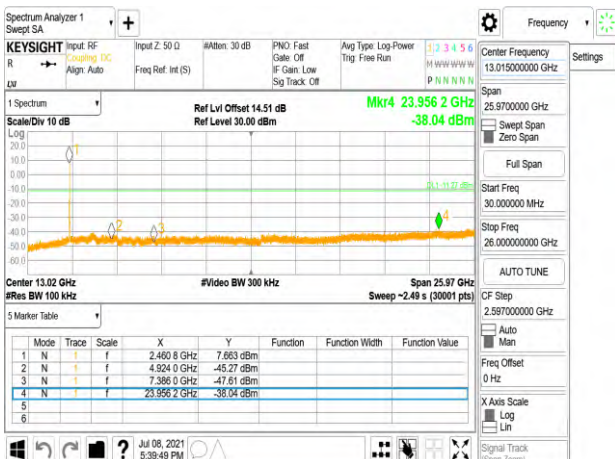 Spectrum Analyzer 1
Swept SA
Frequency
KEYSIGHT
R
Input: RF
Coupling: DC
Align: Auto
Input Z: 50 Ω
Freq Ref: Int (S)
#Atten: 30 dB
PNO: Fast
Gate: Off
IF Gain: Low
Sig Track: Off
Avg Type: Log-Power
Trig: Free Run
1 2 3 4 5 6
M W W W W W
P N N N N N
1 Spectrum
Scale/Div 10 dB
Ref Lvl Offset 14.51 dB
Ref Level 30.00 dBm
Mkr4 23.956 2 GHz
-38.04 dBm
Log
20.0
10.0
0.00
-10.0
-20.0
-30.0
-40.0
-50.0
-60.0
1
2
3
4
Center 13.02 GHz
#Res BW 100 kHz
#Video BW 300 kHz
Span 25.97 GHz
Sweep ~2.49 s (30001 pts)
5 Marker Table
Mode Trace Scale X Y Function Function Width Function Value
1 N 1 f 2.460 8 GHz 7.663 dBm
2 N 1 f 4.924 0 GHz -45.27 dBm
3 N 1 f 7.386 0 GHz -47.61 dBm
4 N 1 f 23.956 2 GHz -38.04 dBm
5
6
?
Jul 08, 2021
5:39:49 PM
Center Frequency
13.015000000 GHz
Settings
Span
25.9700000 GHz
Swept Span
Zero Span
Full Span
Start Freq
30.000000 MHz
Stop Freq
26.000000000 GHz
AUTO TUNE
CF Step
2.597000000 GHz
Auto
Man
Freq Offset
0 Hz
X Axis Scale
Log
Lin
Signal Track